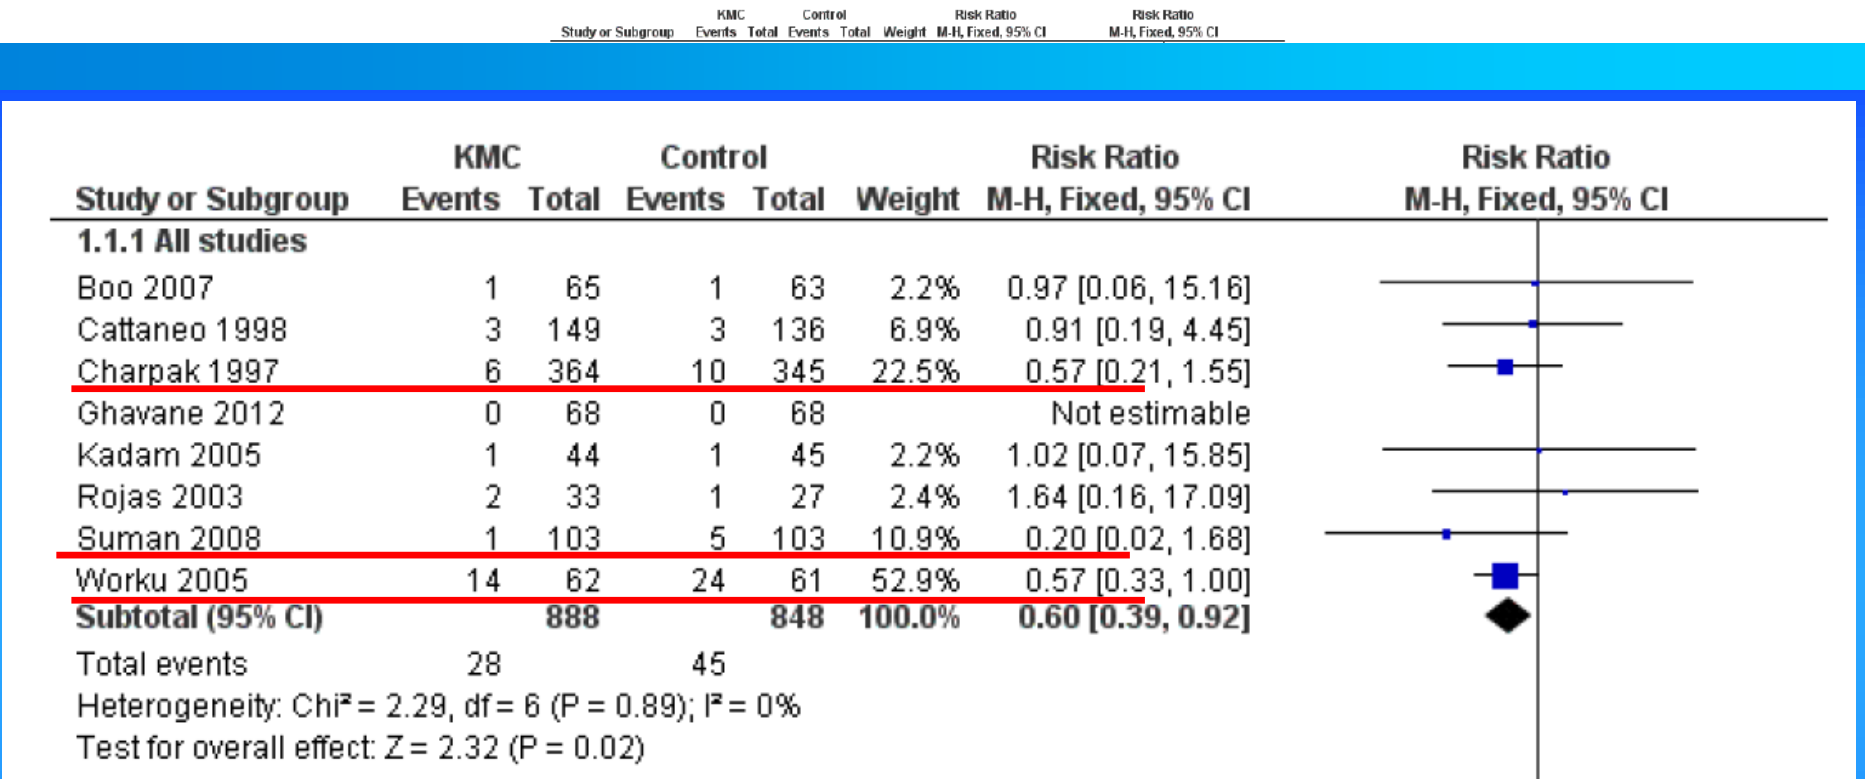 KMC Control Risk Ratio Risk Ratio
Study or Subgroup Events Total Events Total Weight M-H, Fixed, 95% CI M-H, Fixed, 95% CI
KMC Control Risk Ratio Risk Ratio
Study or Subgroup Events Total Events Total Weight M-H, Fixed, 95% CI M-H, Fixed, 95% CI
1.1.1 All studies
Boo 2007 1 65 1 63 2.2% 0.97 [0.06, 15.16]
Cattaneo 1998 3 149 3 136 6.9% 0.91 [0.19, 4.45]
Charpak 1997 6 364 10 345 22.5% 0.57 [0.21, 1.55]
Ghavane 2012 0 68 0 68 Not estimable
Kadam 2005 1 44 1 45 2.2% 1.02 [0.07, 15.85]
Rojas 2003 2 33 1 27 2.4% 1.64 [0.16, 17.09]
Suman 2008 1 103 5 103 10.9% 0.20 [0.02, 1.68]
Worku 2005 14 62 24 61 52.9% 0.57 [0.33, 1.00]
Subtotal (95% CI) 888 848 100.0% 0.60 [0.39, 0.92]
Total events 28 45
Heterogeneity: Chi² = 2.29, df = 6 (P = 0.89); I² = 0%
Test for overall effect: Z = 2.32 (P = 0.02)